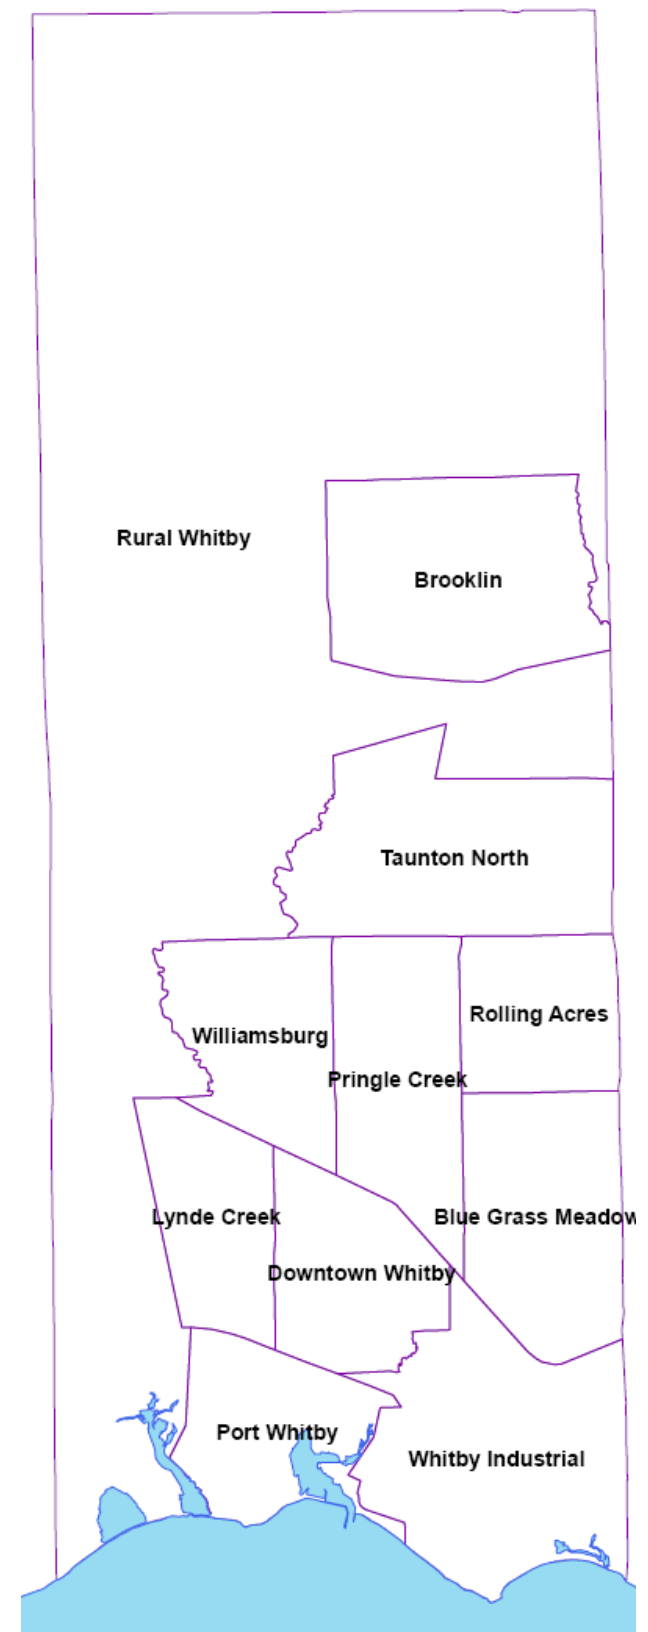 Rural Whitby
Brooklin
Taunton North
Rolling Acres
Williamsburg
Pringle Creek
Lynde Creek
Blue Grass Meadow
Downtown Whitby
Port Whitby
Whitby Industrial